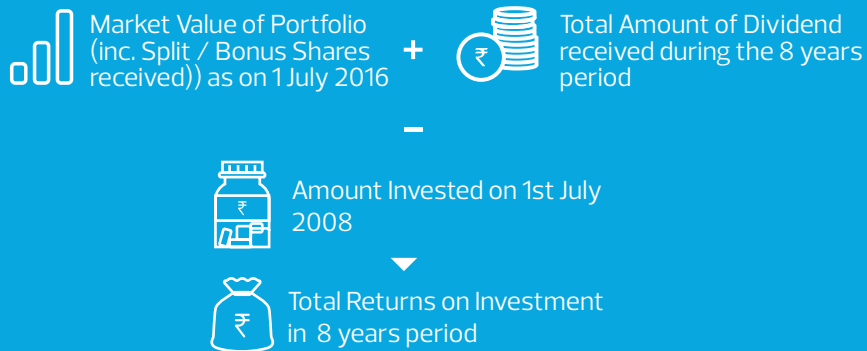 Market Value of Portfolio
(inc. Split / Bonus Shares
received)) as on 1 July 2016
+
₹
Total Amount of Dividend
received during the 8 years
period
–
₹
Amount Invested on 1st July
2008
₹
Total Returns on Investment
in 8 years period